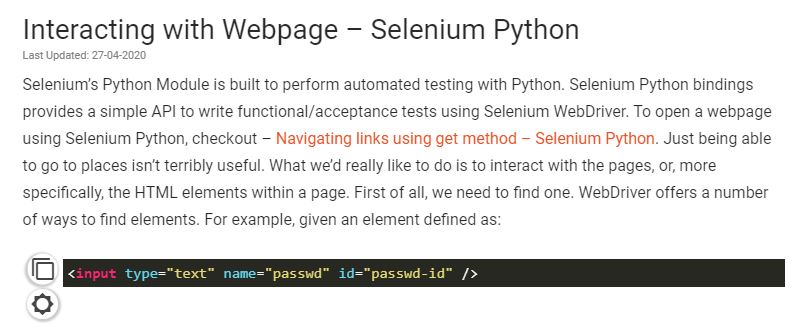 Interacting with Webpage – Selenium Python
Last Updated: 27-04-2020
Selenium’s Python Module is built to perform automated testing with Python. Selenium Python bindings
provides a simple API to write functional/acceptance tests using Selenium WebDriver. To open a webpage
using Selenium Python, checkout – Navigating links using get method – Selenium Python. Just being able
to go to places isn’t terribly useful. What we’d really like to do is to interact with the pages, or, more
specifically, the HTML elements within a page. First of all, we need to find one. WebDriver offers a number
of ways to find elements. For example, given an element defined as:
<input type="text" name="passwd" id="passwd-id" />